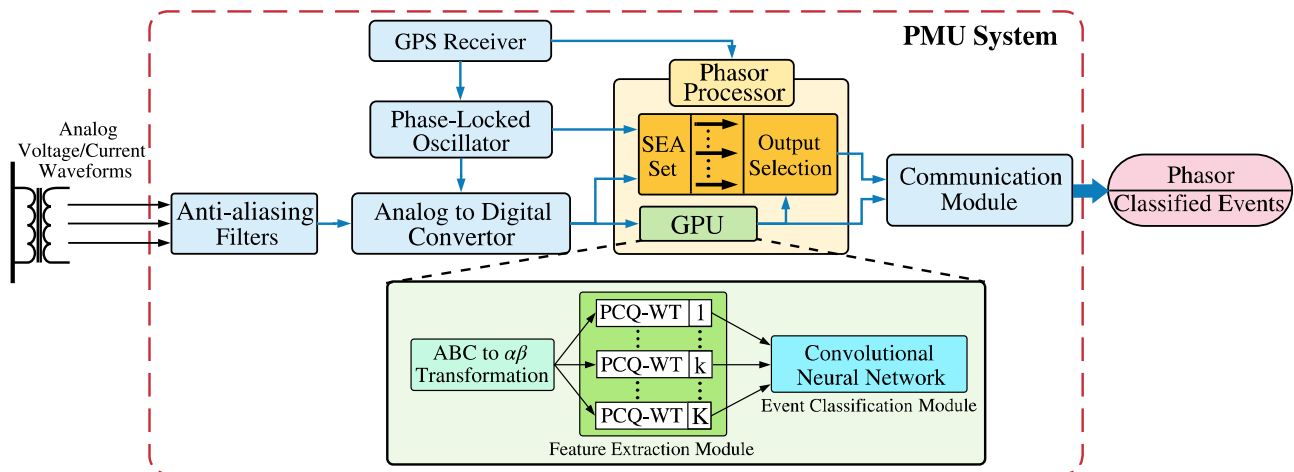 PMU System
GPS Receiver
Phasor
Processor
Analog
Voltage/Current
Waveforms
Phase-Locked
Oscillator
SEA
Set
Output
Selection
Communication
Module
Phasor
Classified Events
Anti-aliasing
Filters
Analog to Digital
Convertor
GPU
ABC to αβ
Transformation
PCQ-WT 1
PCQ-WT k
PCQ-WT K
Convolutional
Neural Network
Event Classification Module
Feature Extraction Module